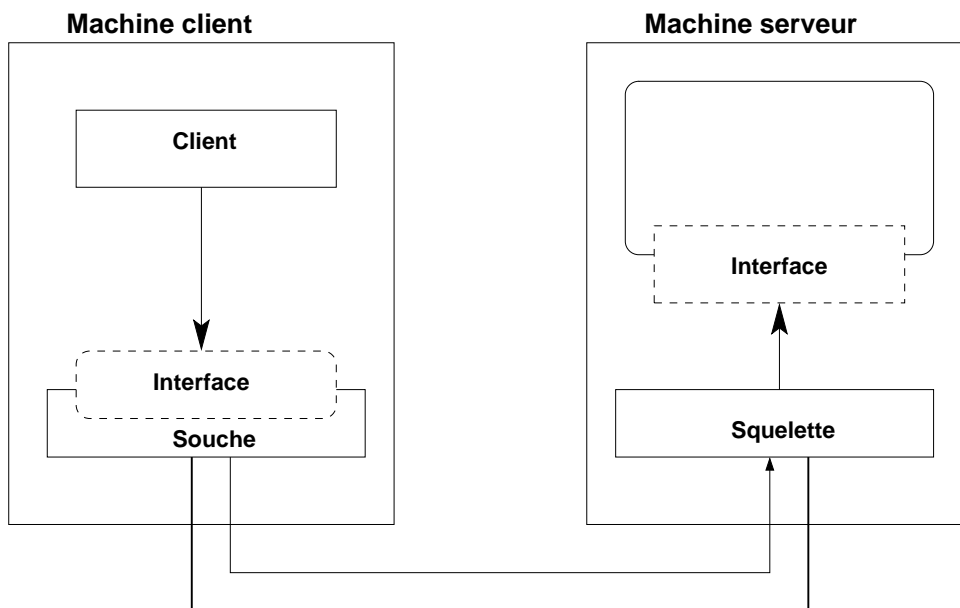 Machine client
Machine serveur
Client
Interface
Interface
Souche
Squelette